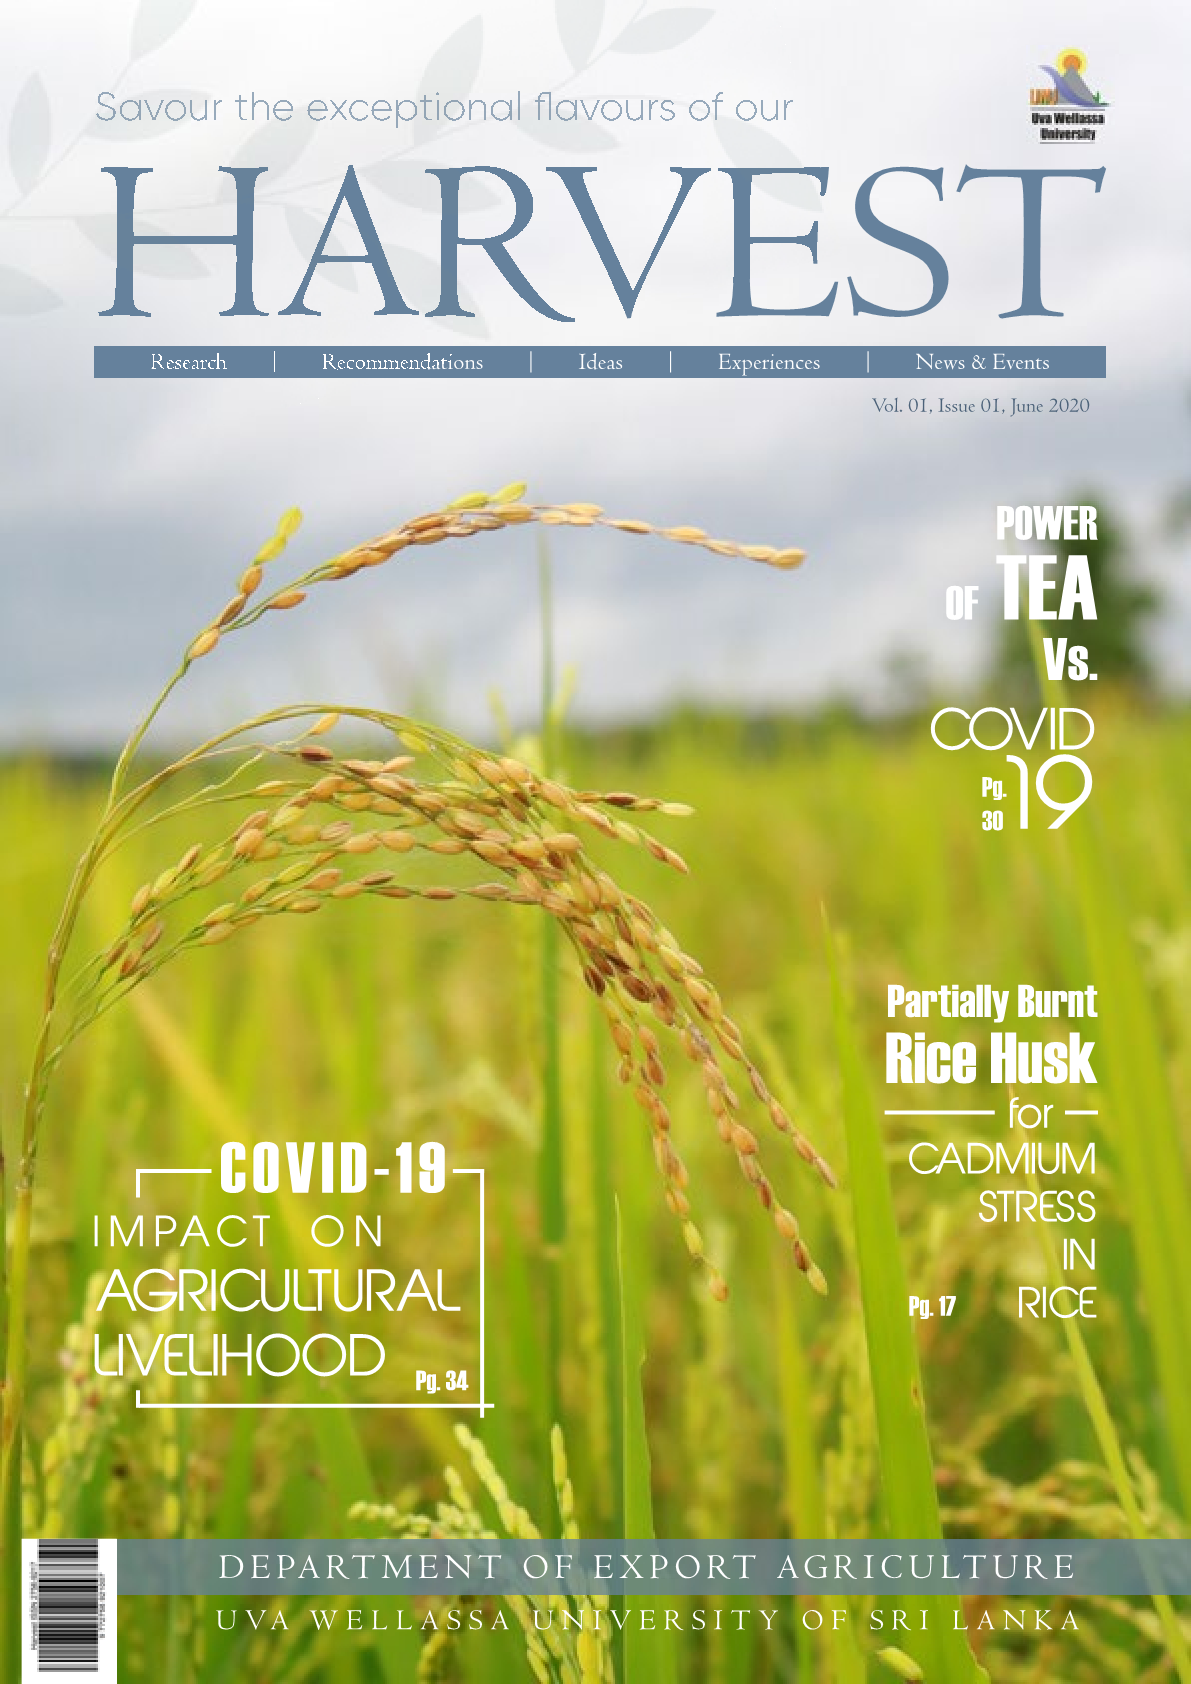 Savour the exceptional flavours of our
UWU
Uva Wellassa
University
HARVEST
Research | Recommendations | Ideas | Experiences | News & Events
Vol. 01, Issue 01, June 2020
POWER
OF TEA
Vs.
COVID
19
Pg.
30
Partially Burnt
Rice Husk
for
CADMIUM
STRESS
IN
RICE
Pg. 17
COVID-19
IMPACT ON
AGRICULTURAL
LIVELIHOOD
Pg. 34
DEPARTMENT OF EXPORT AGRICULTURE
UVA WELLASSA UNIVERSITY OF SRI LANKA